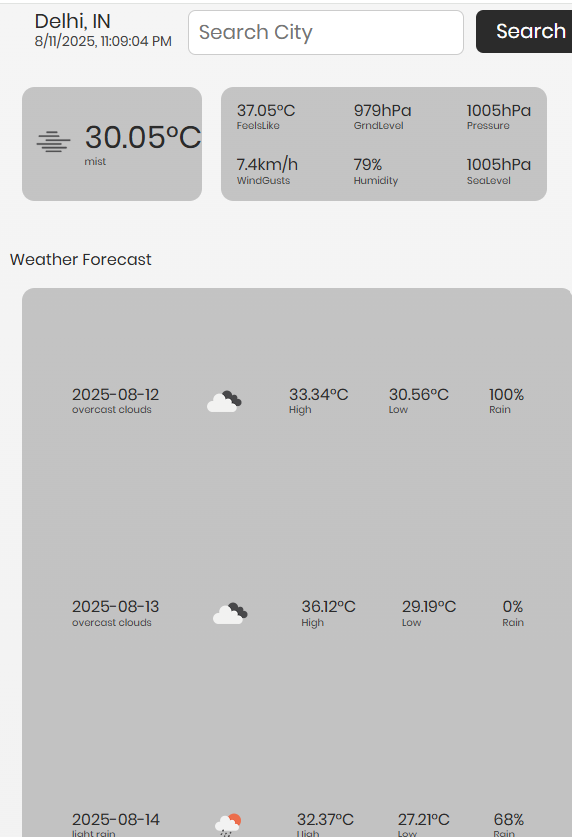 Delhi, IN
8/11/2025, 11:09:04 PM
Search City
Search
30.05°C
mist
37.05°C
FeelsLike
979hPa
GrndLevel
1005hPa
Pressure
7.4km/h
WindGusts
79%
Humidity
1005hPa
SeaLevel
Weather Forecast
2025-08-12
overcast clouds
33.34°C
High
30.56°C
Low
100%
Rain
2025-08-13
overcast clouds
36.12°C
High
29.19°C
Low
0%
Rain
2025-08-14
light rain
32.37°C
High
27.21°C
Low
68%
Rain